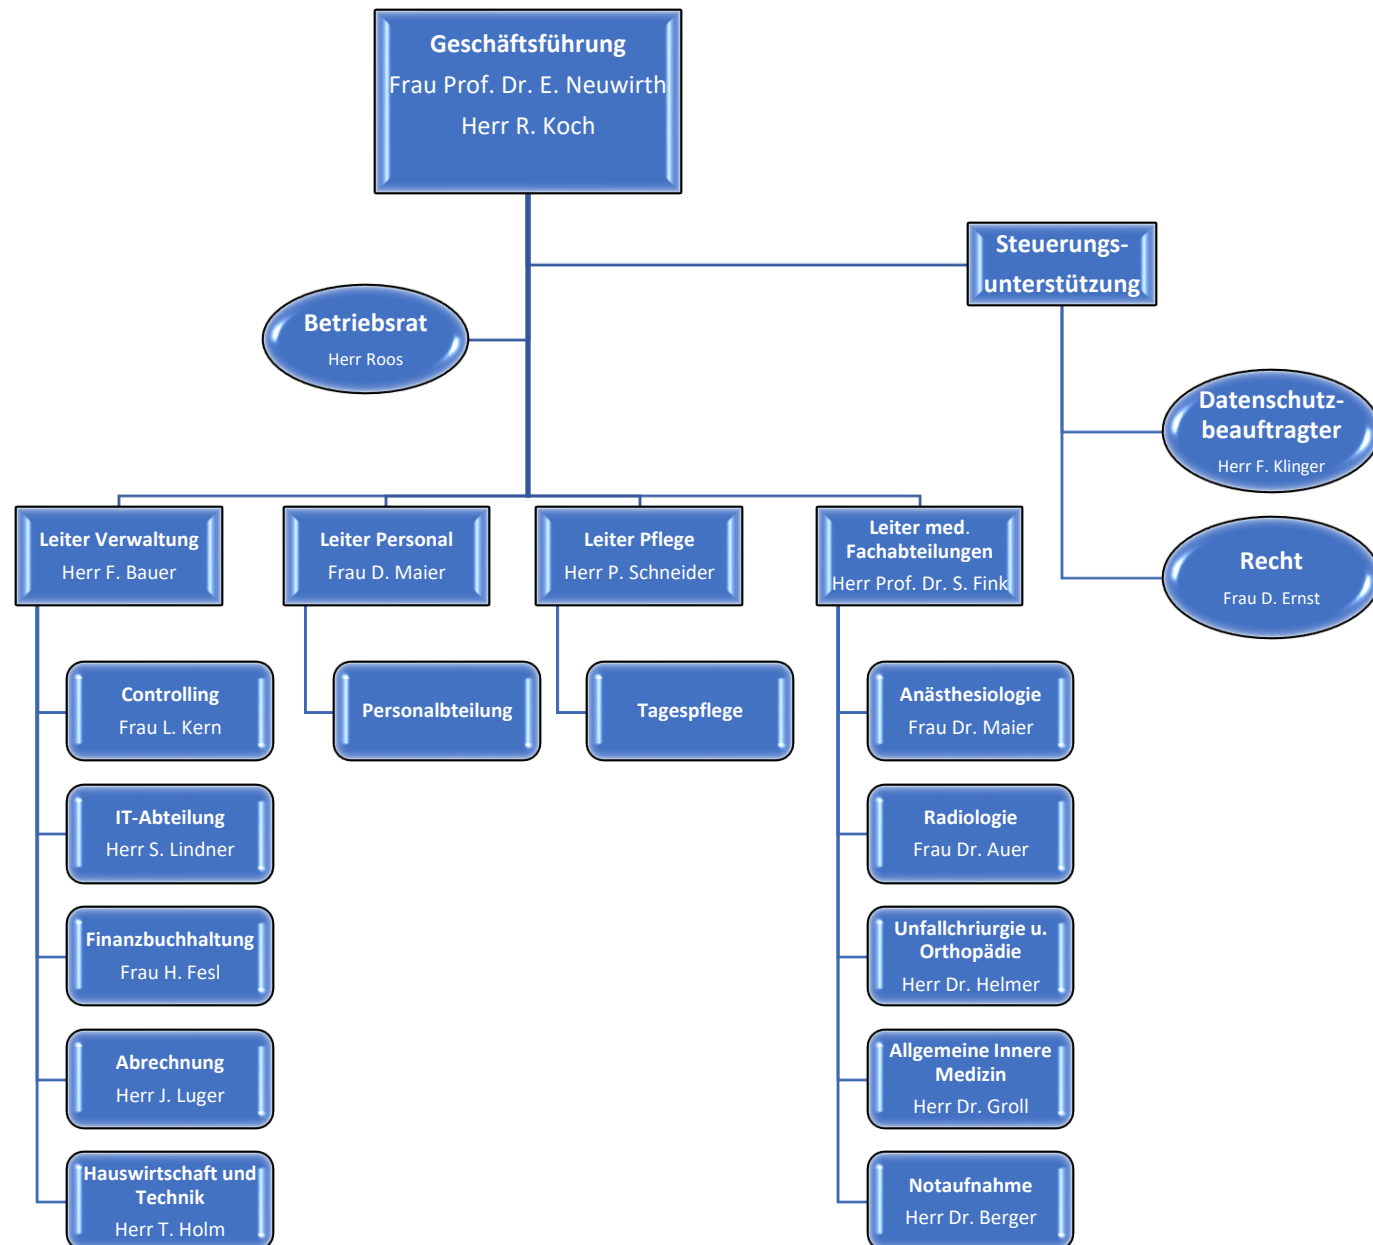 Geschäftsführung
Frau Prof. Dr. E. Neuwirth
Herr R. Koch
Steuerungs-
unterstützung
Betriebsrat
Herr Roos
Datenschutz-
beauftragter
Herr F. Klinger
Recht
Frau D. Ernst
Leiter Verwaltung
Herr F. Bauer
Leiter Personal
Frau D. Maier
Leiter Pflege
Herr P. Schneider
Leiter med.
Fachabteilungen
Herr Prof. Dr. S. Fink
Controlling
Frau L. Kern
IT-Abteilung
Herr S. Lindner
Finanzbuchhaltung
Frau H. Fesl
Abrechnung
Herr J. Luger
Hauswirtschaft und
Technik
Herr T. Holm
Personalbteilung
Tagespflege
Anästhesiologie
Frau Dr. Maier
Radiologie
Frau Dr. Auer
Unfallchriurgie u.
Orthopädie
Herr Dr. Helmer
Allgemeine Innere
Medizin
Herr Dr. Groll
Notaufnahme
Herr Dr. Berger